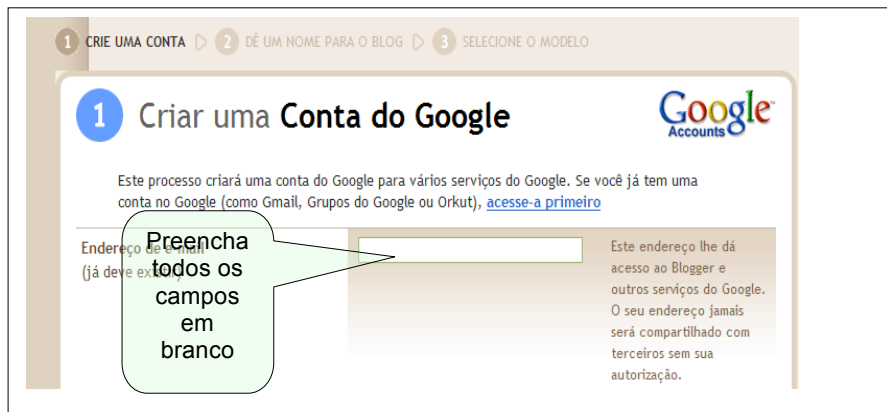 1 CRIE UMA CONTA 2 DÊ UM NOME PARA O BLOG 3 SELECIONE O MODELO
1 Criar uma Conta do Google
Google
Accounts
Este processo criará uma conta do Google para vários serviços do Google. Se você já tem uma
conta no Google (como Gmail, Grupos do Google ou Orkut), acesse-a primeiro
Endereço de e-mail
(já deve existir)
Preencha
todos os
campos
em
branco
Este endereço lhe dá
acesso ao Blogger e
outros serviços do Google.
O seu endereço jamais
será compartilhado com
terceiros sem sua
autorização.